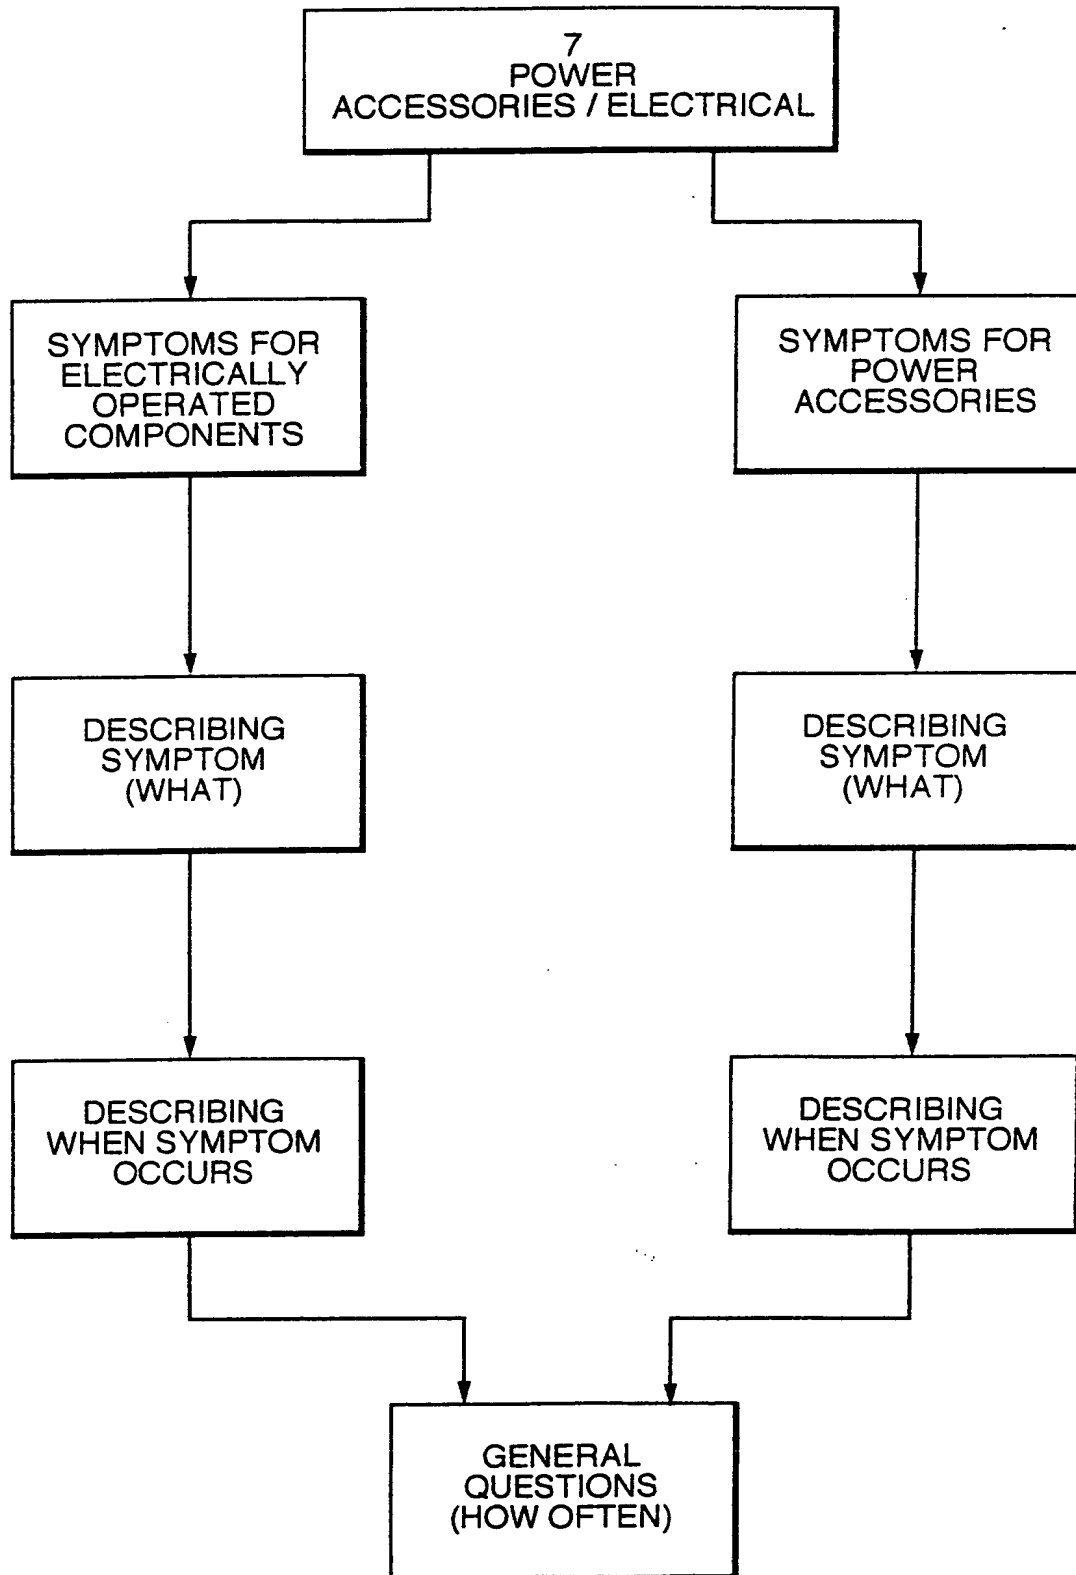 7
POWER
ACCESSORIES / ELECTRICAL
SYMPTOMS FOR
ELECTRICALLY
OPERATED
COMPONENTS
SYMPTOMS FOR
POWER
ACCESSORIES
DESCRIBING
SYMPTOM
(WHAT)
DESCRIBING
SYMPTOM
(WHAT)
DESCRIBING
WHEN SYMPTOM
OCCURS
DESCRIBING
WHEN SYMPTOM
OCCURS
GENERAL
QUESTIONS
(HOW OFTEN)